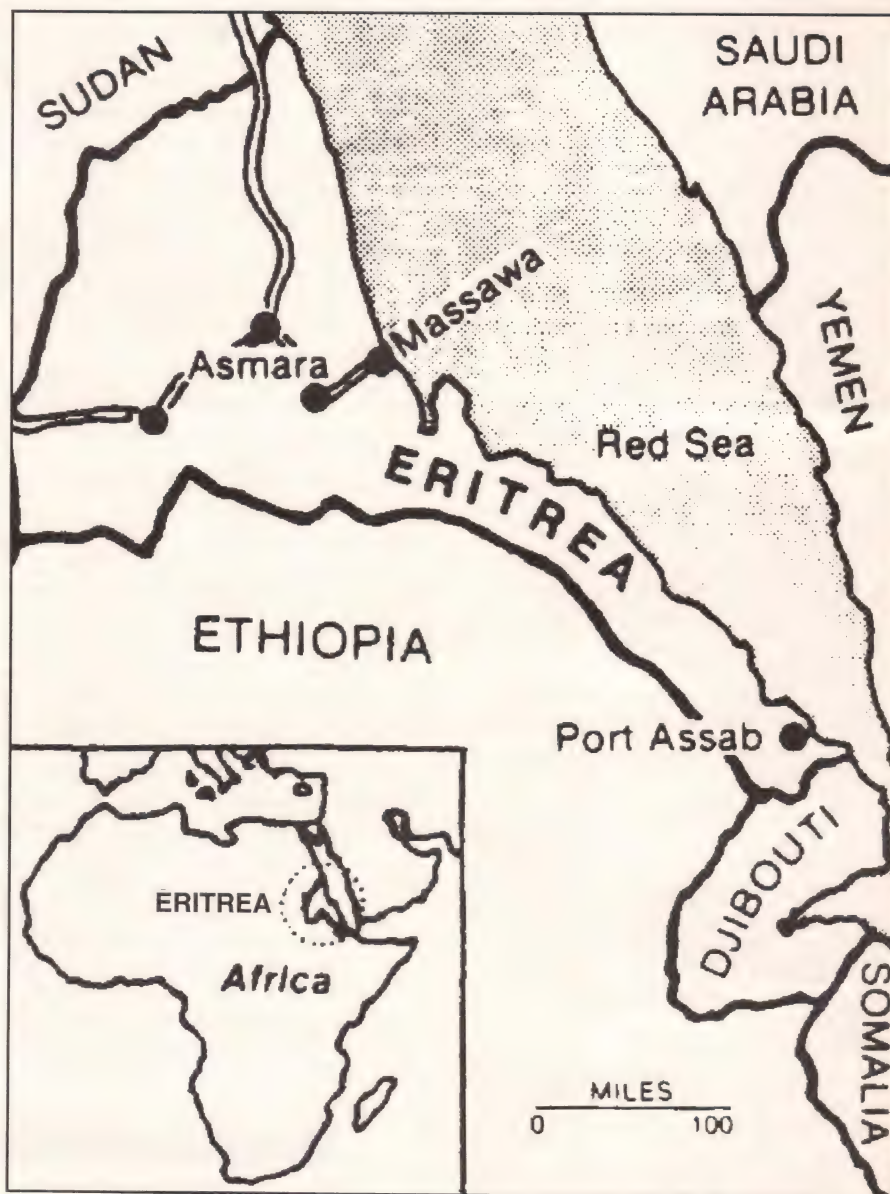 SUDAN
SAUDI
ARABIA
Massawa
Asmara
YEMEN
Red Sea
ERITREA
ETHIOPIA
Port Assab
DJIBOUTI
SOMALIA
ERITREA
Africa
MILES
0 100